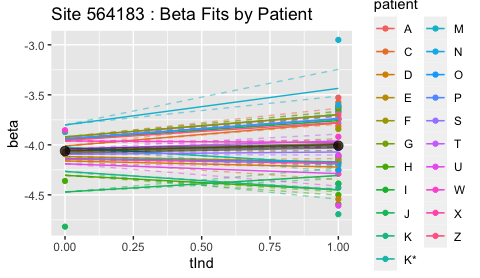 Site 564183 : Beta Fits by Patient
beta
-3.0
-3.5
-4.0
-4.5
0.00 0.25 0.50 0.75 1.00
tInd
patient
A M
C N
D O
E P
F S
G T
H U
I W
J X
K Z
K*